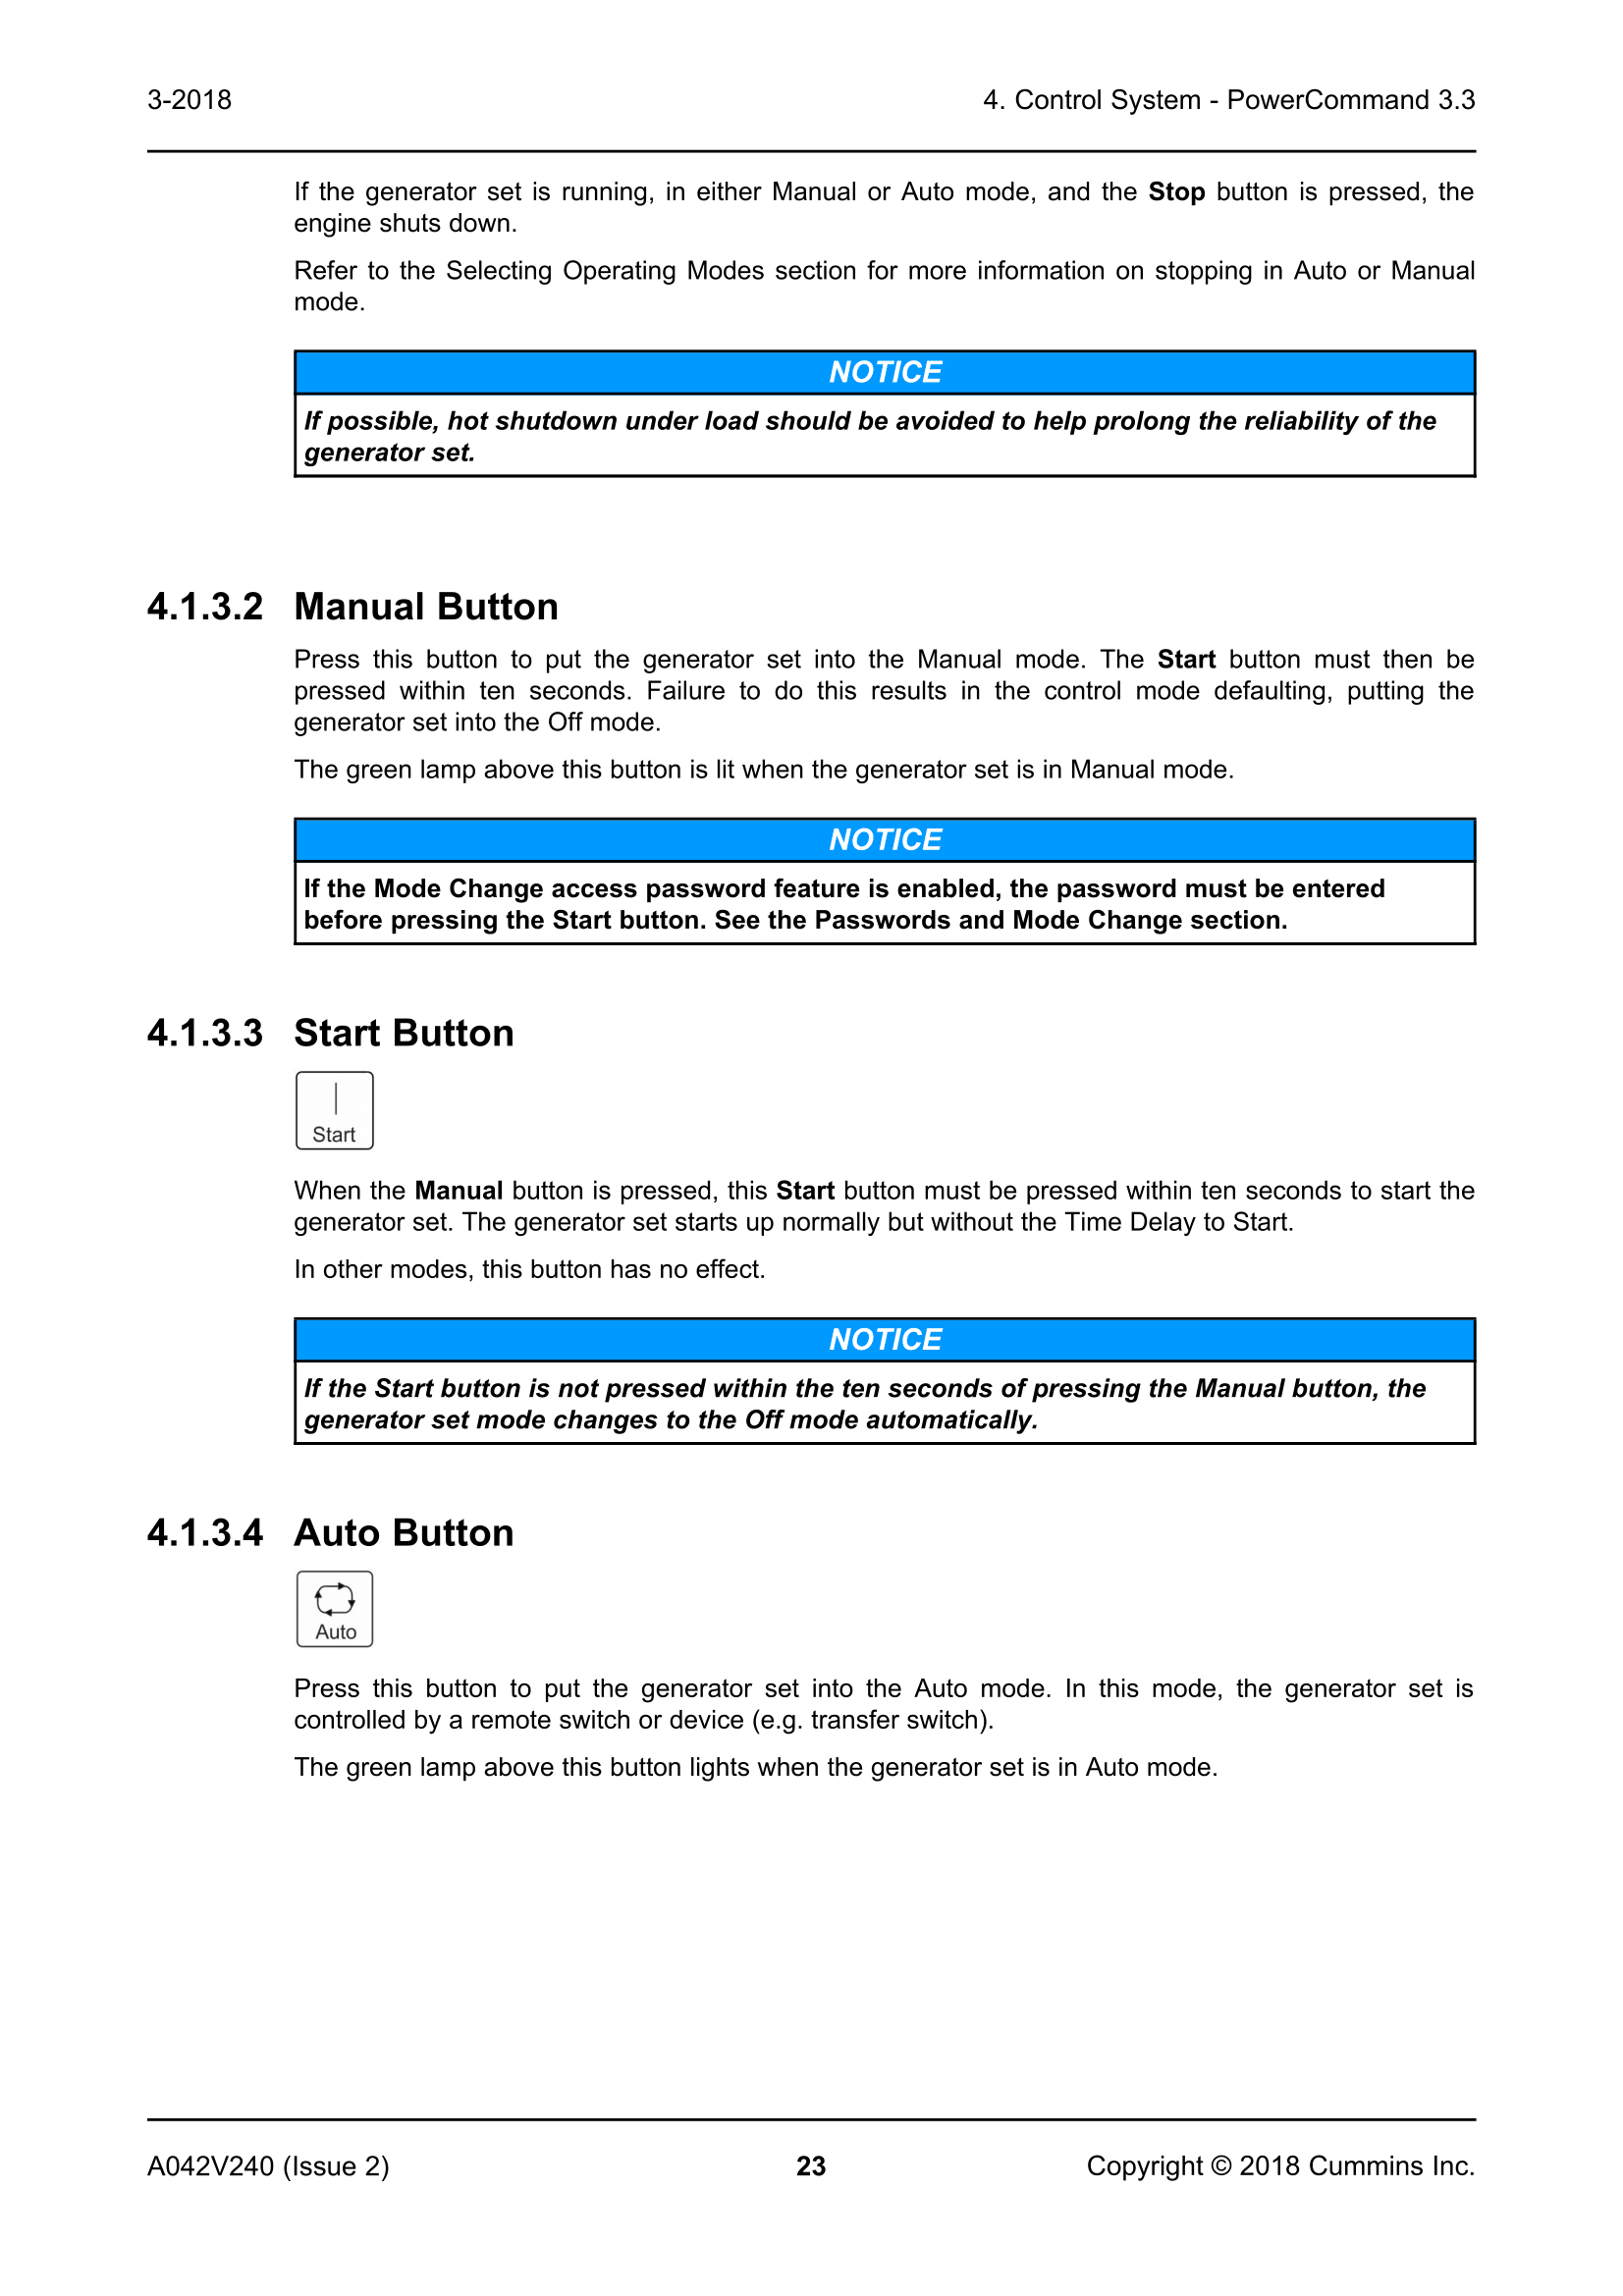 3-2018
4. Control System - PowerCommand 3.3
If the generator set is running, in either Manual or Auto mode, and the Stop button is pressed, the
engine shuts down.
Refer to the Selecting Operating Modes section for more information on stopping in Auto or Manual
mode.
NOTICE
If possible, hot shutdown under load should be avoided to help prolong the reliability of the
generator set.
4.1.3.2 Manual Button
Press this button to put the generator set into the Manual mode. The Start button must then be
pressed within ten seconds. Failure to do this results in the control mode defaulting, putting the
generator set into the Off mode.
The green lamp above this button is lit when the generator set is in Manual mode.
NOTICE
If the Mode Change access password feature is enabled, the password must be entered
before pressing the Start button. See the Passwords and Mode Change section.
4.1.3.3 Start Button
Start
When the Manual button is pressed, this Start button must be pressed within ten seconds to start the
generator set. The generator set starts up normally but without the Time Delay to Start.
In other modes, this button has no effect.
NOTICE
If the Start button is not pressed within the ten seconds of pressing the Manual button, the
generator set mode changes to the Off mode automatically.
4.1.3.4 Auto Button
Auto
Press this button to put the generator set into the Auto mode. In this mode, the generator set is
controlled by a remote switch or device (e.g. transfer switch).
The green lamp above this button lights when the generator set is in Auto mode.
A042V240 (Issue 2)
23
Copyright © 2018 Cummins Inc.